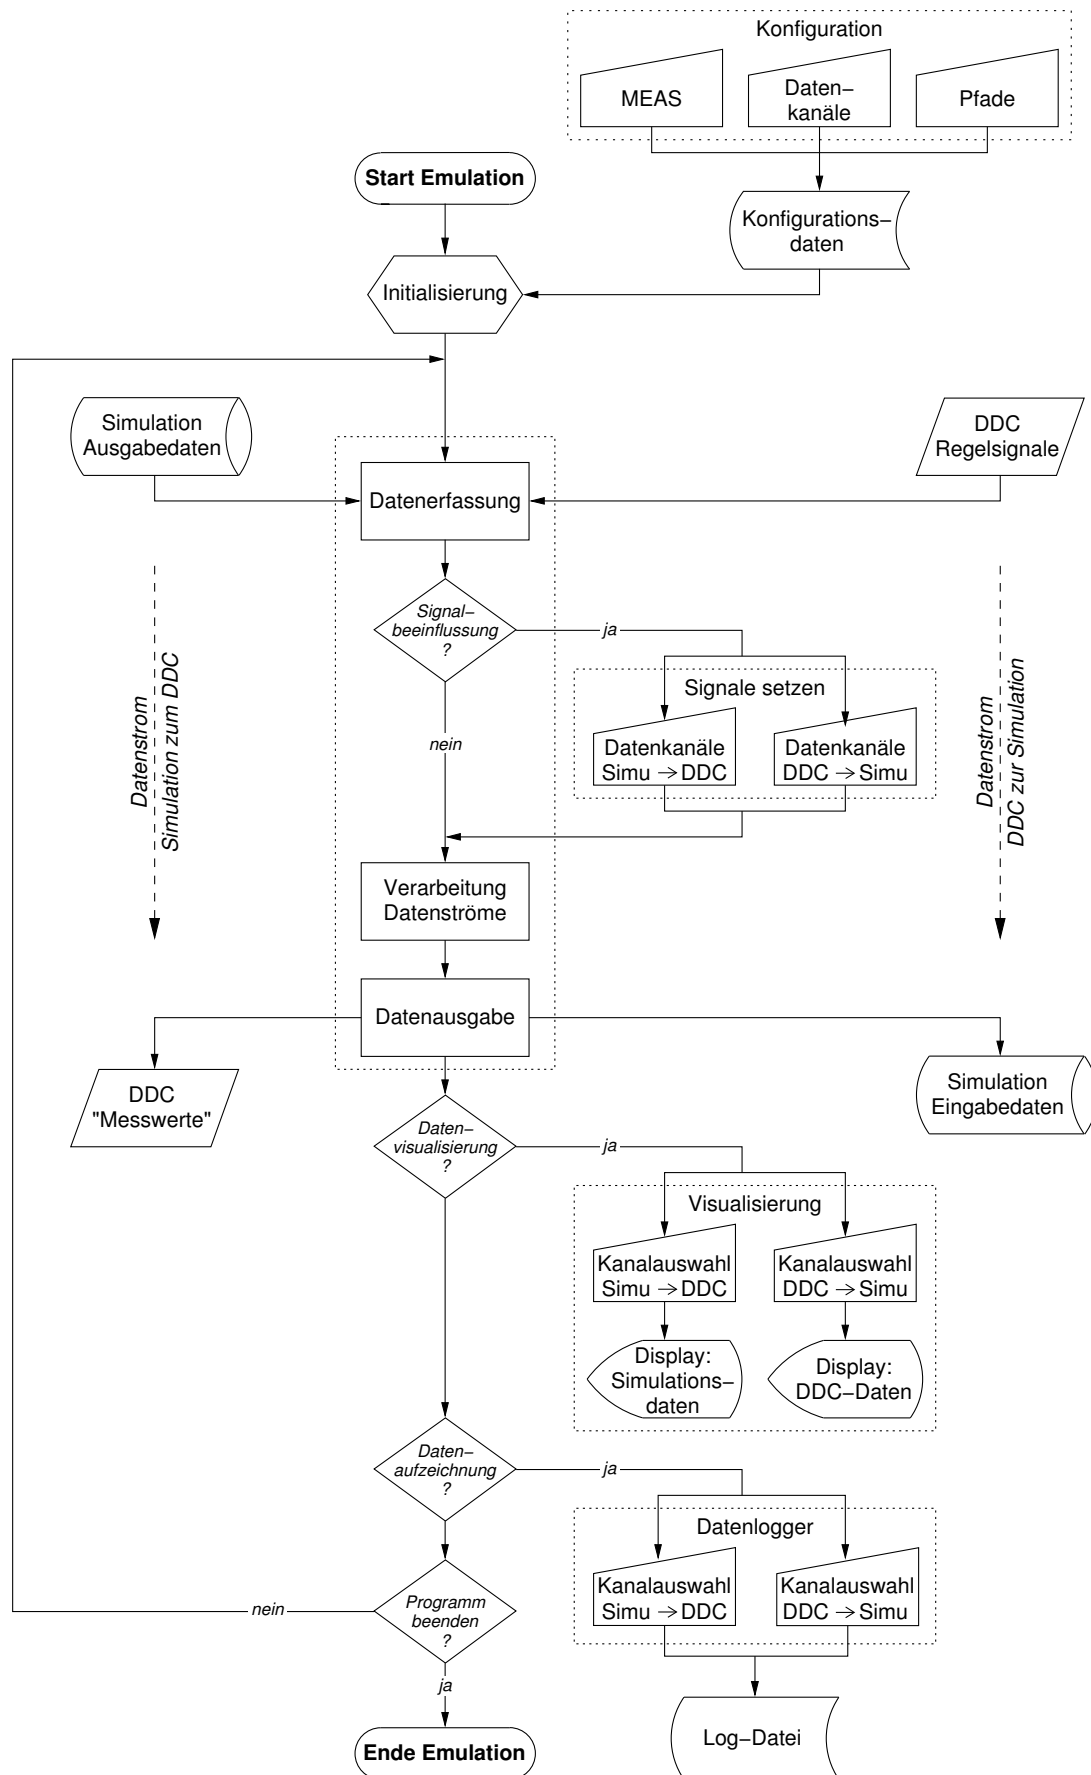 Konfiguration
MEAS
Daten-
kanäle
Pfade
Start Emulation
Konfigurations-
daten
Initialisierung
Simulation
Ausgabedaten
DDC
Regelsignale
Datenerfassung
Signal-
beeinflussung
?
ja
Signale setzen
Datenkanäle
Simu → DDC
Datenkanäle
DDC → Simu
nein
Datenstrom
Simulation zum DDC
Datenstrom
DDC zur Simulation
Verarbeitung
Datenströme
Datenausgabe
DDC
"Messwerte"
Simulation
Eingabedaten
Daten-
visualisierung
?
ja
Visualisierung
Kanalauswahl
Simu → DDC
Kanalauswahl
DDC → Simu
Display:
Simulations-
daten
Display:
DDC-Daten
Daten-
aufzeichnung
?
ja
Datenlogger
Kanalauswahl
Simu → DDC
Kanalauswahl
DDC → Simu
Programm
beenden
?
nein
ja
Log-Datei
Ende Emulation